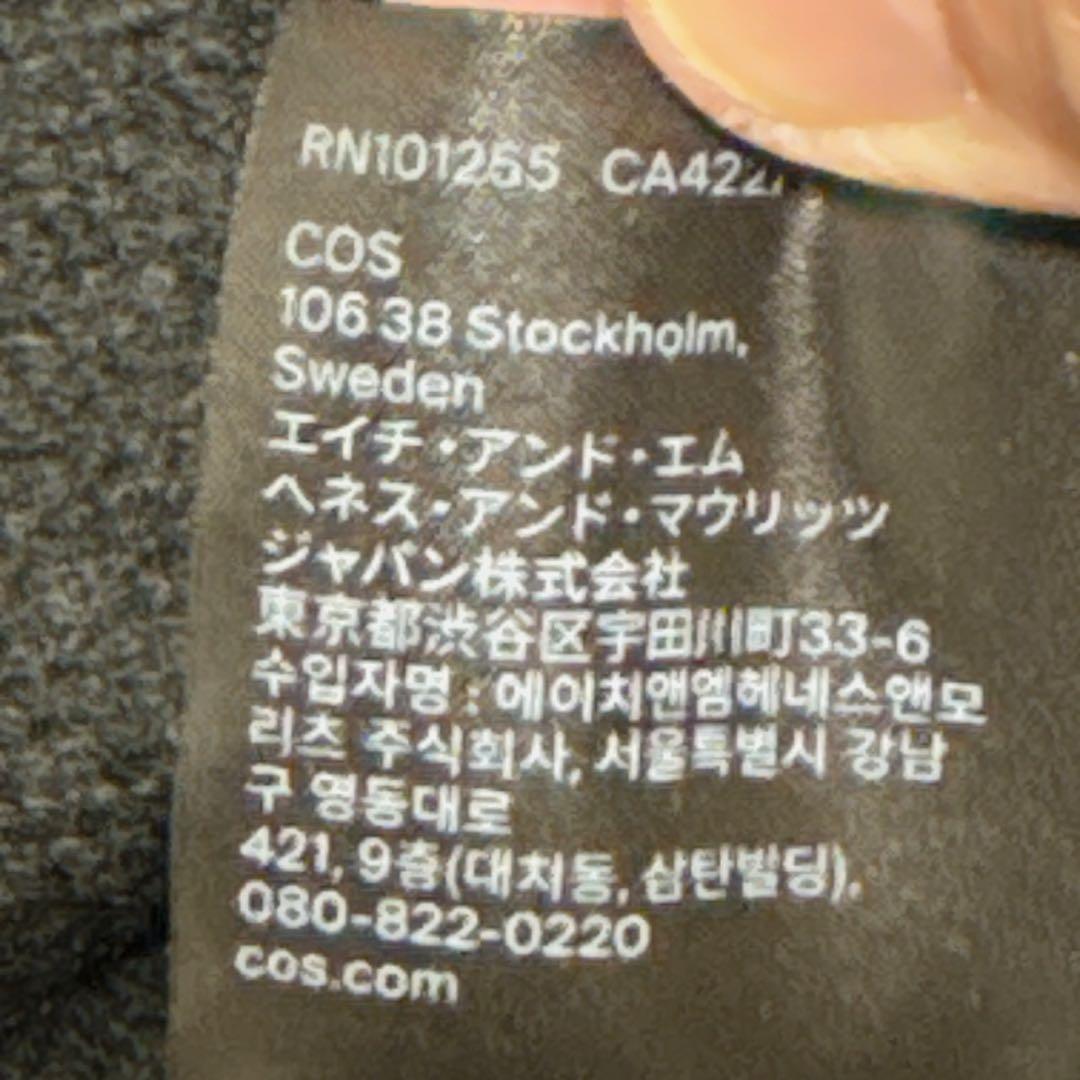 RN101255 CA422
COS
106 38 Stockholm,
Sweden
エイチ・アンド・エム
ヘネス・アンド・マウリッツ
ジャパン株式会社
東京都渋谷区宇田川町33-6
수입자명 : 에이치앤엠헤네스앤모
리츠 주식회사, 서울특별시 강남
구 영동대로
421, 9층(대치동, 삼탄빌딩),
080-822-0220
cos.com